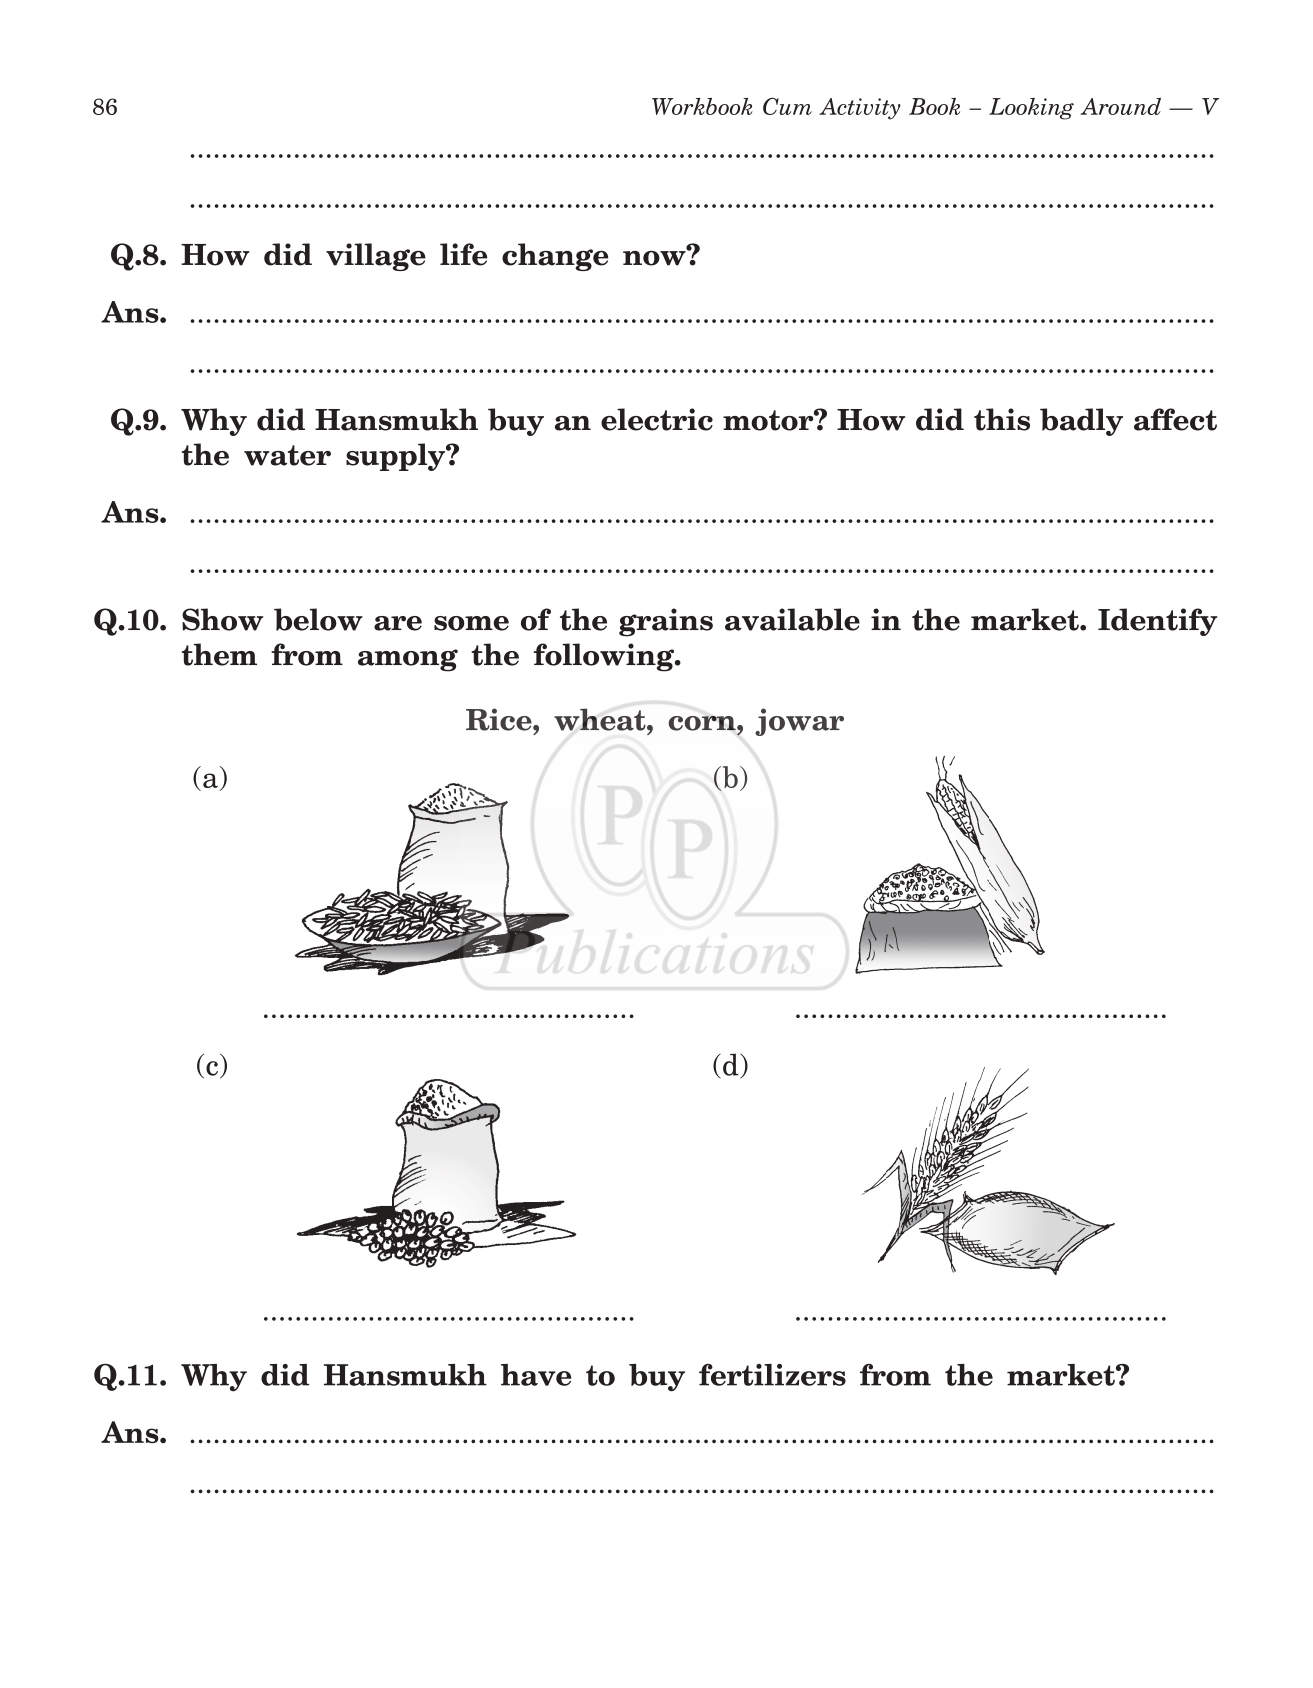 86 Workbook Cum Activity Book – Looking Around — V
........................................................................................................................
........................................................................................................................
Q.8. How did village life change now?
Ans. ........................................................................................................................
........................................................................................................................
Q.9. Why did Hansmukh buy an electric motor? How did this badly affect
the water supply?
Ans. ........................................................................................................................
........................................................................................................................
Q.10. Show below are some of the grains available in the market. Identify
them from among the following.
Rice, wheat, corn, jowar
(a) (b)
PP
Publications
............................................... ...............................................
(c) (d)
............................................... ...............................................
Q.11. Why did Hansmukh have to buy fertilizers from the market?
Ans. ........................................................................................................................
........................................................................................................................